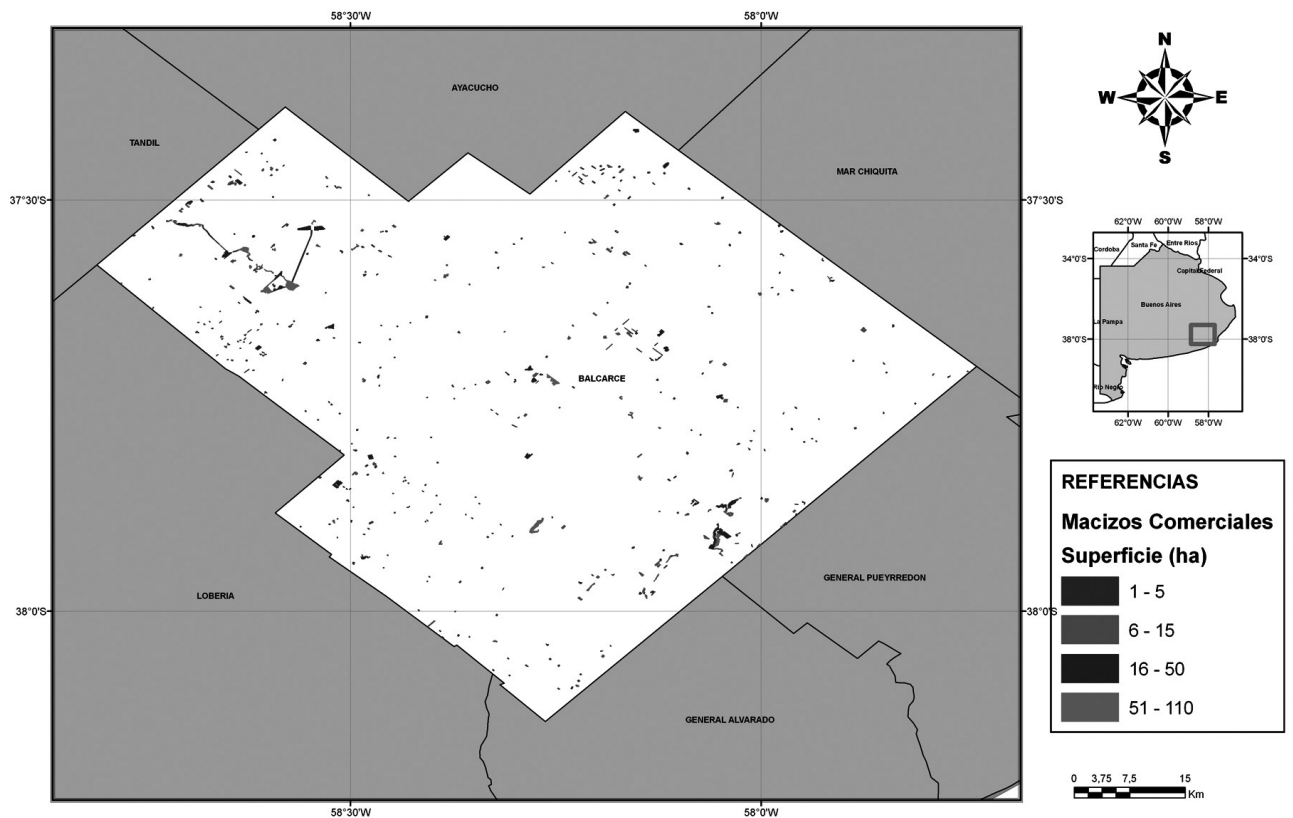 58°30'W
58°0'W
N
W
E
S
AYACUCHO
TANDIL
MAR CHIQUITA
37°30'S
37°30'S
62°0'W 60°0'W 58°0'W
Cordoba
Santa Fe
Entre Rios
34°0'S
34°0'S
Capital Federal
Buenos Aires
La Pampa
38°0'S
38°0'S
Rio Negro
62°0'W 60°0'W 58°0'W
BALCARCE
REFERENCIAS
Macizos Comerciales
Superficie (ha)
1 - 5
6 - 15
16 - 50
51 - 110
GENERAL PUEYRREDON
LOBERIA
38°0'S
38°0'S
GENERAL ALVARADO
0 3,75 7,5 15
Km
58°30'W
58°0'W